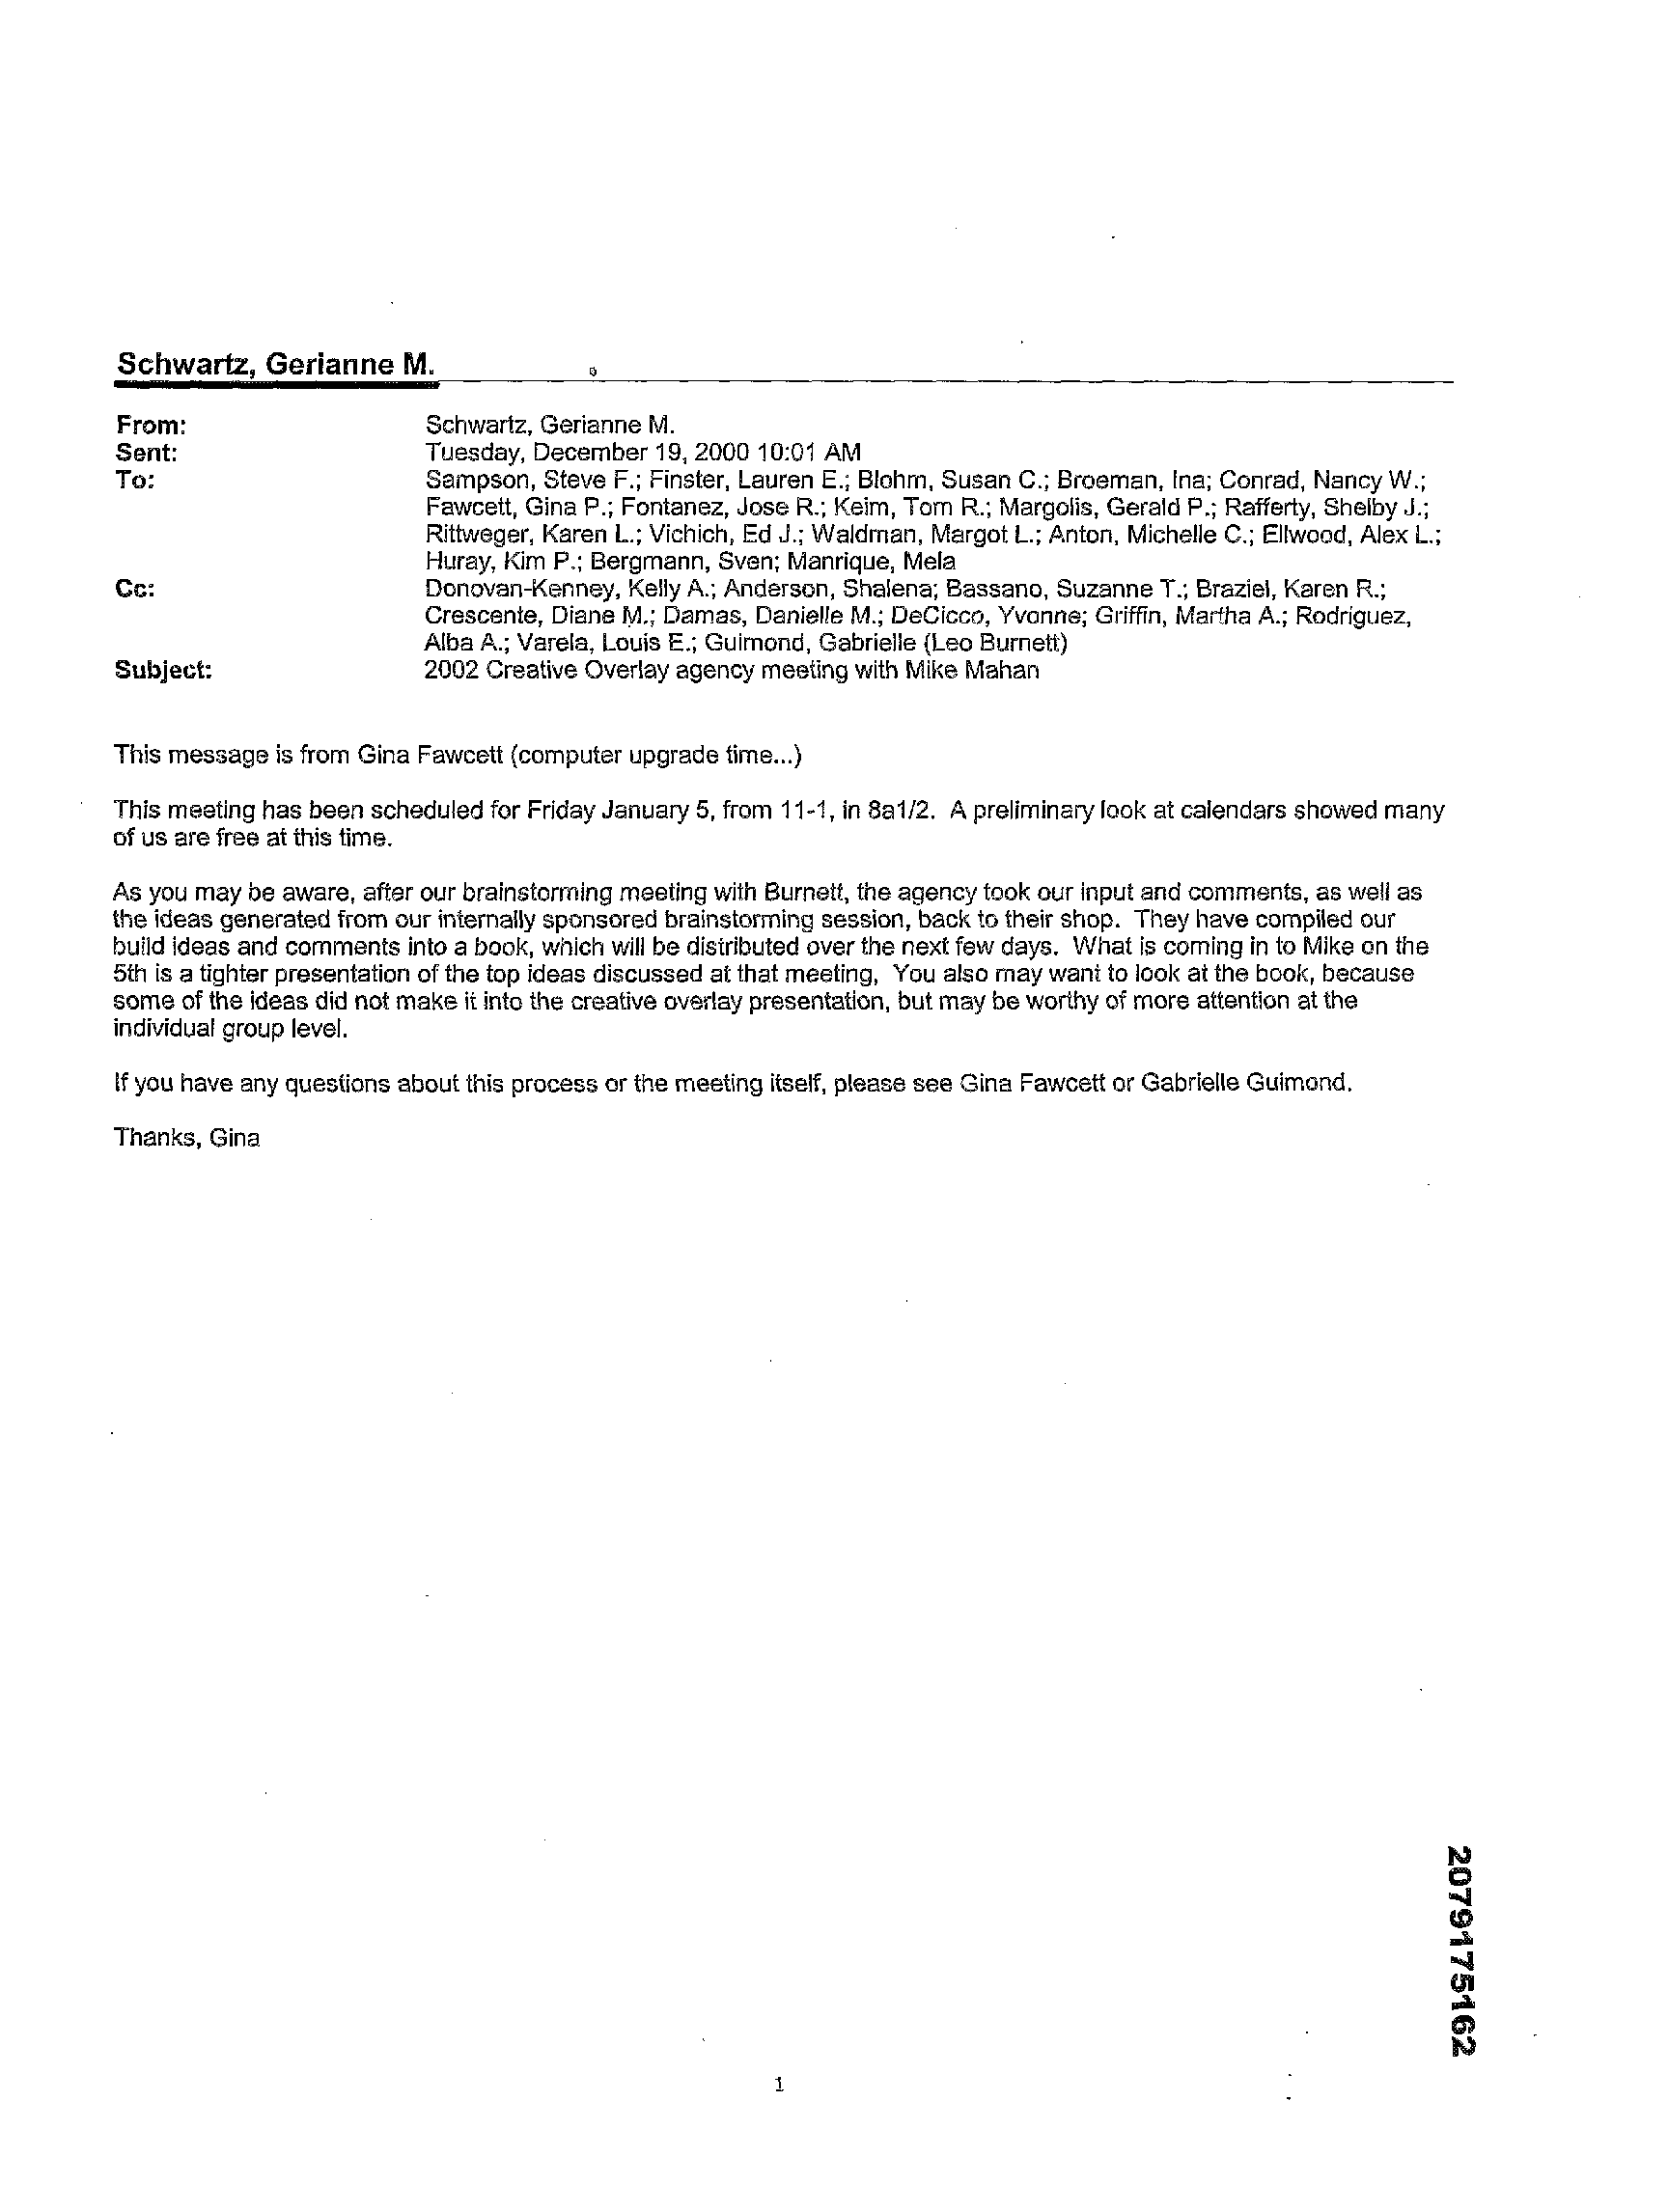 Schwartz, Gerianne M.
From: Schwartz, Gerianne M.
Sent: Tuesday, December 19, 2000 10:01 AM
To: Sampson, Steve F.; Finster, Lauren E.; Blohm, Susan C.; Broeman, Ina; Conrad, Nancy W.;
Fawcett, Gina P.; Fontanez, Jose R.; Keim, Tom R.; Margolis, Gerald P.; Rafferty, Shelby J.;
Rittweger, Karen L.; Vichich, Ed J.; Waldman, Margot L.; Anton, Michelle C.; Ellwood, Alex L.;
Huray, Kim P.; Bergmann, Sven; Manrique, Mela
Cc: Donovan-Kenney, Kelly A.; Anderson, Shalena; Bassano, Suzanne T.; Braziel, Karen R.;
Crescente, Diane M.; Damas, Danielle M.; DeCicco, Yvonne; Griffin, Martha A.; Rodriguez,
Alba A.; Varela, Louis E.; Guimond, Gabrielle (Leo Burnett)
Subject: 2002 Creative Overlay agency meeting with Mike Mahan
This message is from Gina Fawcett (computer upgrade time...)
This meeting has been scheduled for Friday January 5, from 11-1, in 8a1/2. A preliminary look at calendars showed many
of us are free at this time.
As you may be aware, after our brainstorming meeting with Burnett, the agency took our input and comments, as well as
the ideas generated from our internally sponsored brainstorming session, back to their shop. They have compiled our
build ideas and comments into a book, which will be distributed over the next few days. What is coming in to Mike on the
5th is a tighter presentation of the top ideas discussed at that meeting, You also may want to look at the book, because
some of the ideas did not make it into the creative overlay presentation, but may be worthy of more attention at the
individual group level.
If you have any questions about this process or the meeting itself, please see Gina Fawcett or Gabrielle Guimond.
Thanks, Gina
2079175162
1